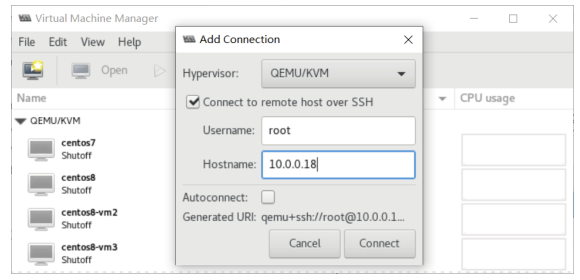 Virtual Machine Manager
File Edit View Help
Open
Name
CPU usage
QEMU/KVM
centos7
Shutoff
centos8
Shutoff
centos8-vm2
Shutoff
centos8-vm3
Shutoff
Add Connection
Hypervisor: QEMU/KVM
Connect to remote host over SSH
Username: root
Hostname: 10.0.0.18
Autoconnect:
Generated URI: qemu+ssh://root@10.0.0.1...
Cancel Connect